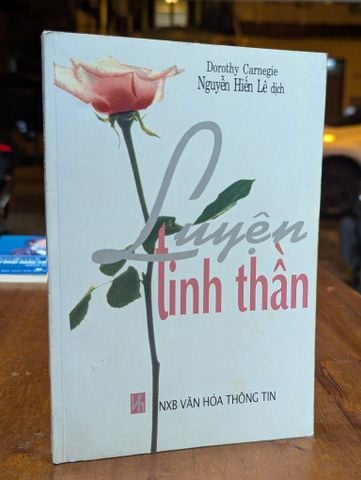 Dorothy Carnegie
Nguyễn Hiến Lê dịch
Luyện
tinh thần
NXB VĂN HÓA THÔNG TIN